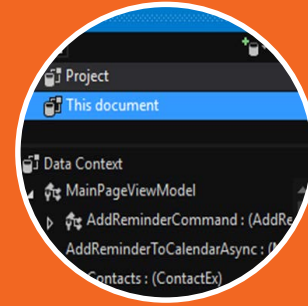 Project
This document
Data Context
MainPageViewModel
AddReminderCommand : (AddRe
AddReminderToCalendarAsync : (
Contacts : (ContactEx)